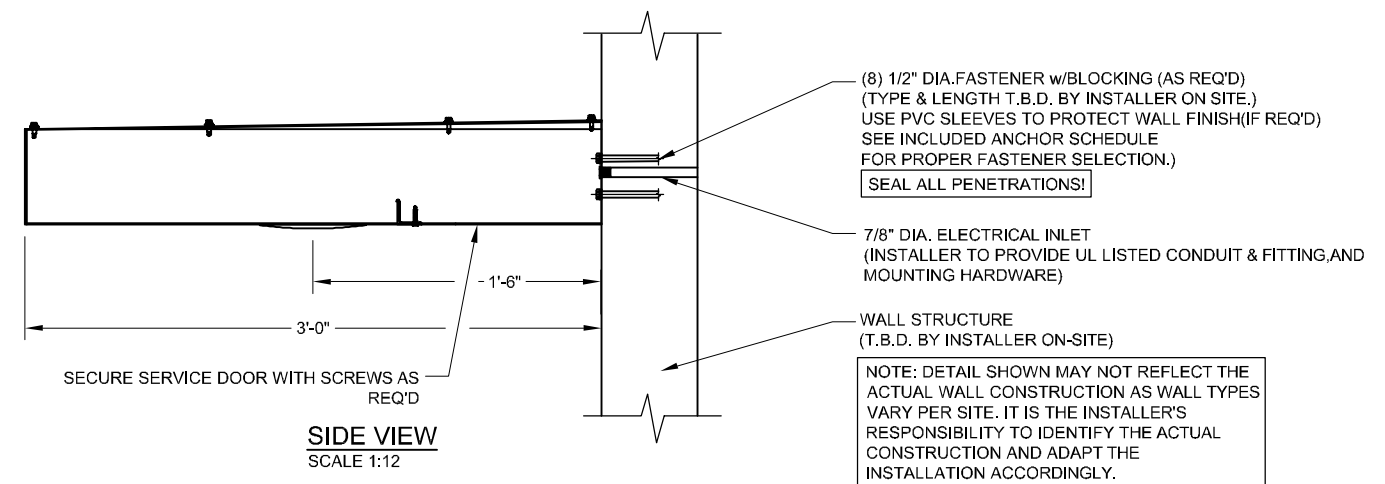 (8) 1/2" DIA.FASTENER w/BLOCKING (AS REQ'D)
(TYPE & LENGTH T.B.D. BY INSTALLER ON SITE.)
USE PVC SLEEVES TO PROTECT WALL FINISH(IF REQ'D)
SEE INCLUDED ANCHOR SCHEDULE
FOR PROPER FASTENER SELECTION.)
SEAL ALL PENETRATIONS!
7/8" DIA. ELECTRICAL INLET
(INSTALLER TO PROVIDE UL LISTED CONDUIT & FITTING,AND
MOUNTING HARDWARE)
1'-6"
3'-0"
WALL STRUCTURE
(T.B.D. BY INSTALLER ON-SITE)
SECURE SERVICE DOOR WITH SCREWS AS
REQ'D
NOTE: DETAIL SHOWN MAY NOT REFLECT THE
ACTUAL WALL CONSTRUCTION AS WALL TYPES
VARY PER SITE. IT IS THE INSTALLER'S
RESPONSIBILITY TO IDENTIFY THE ACTUAL
CONSTRUCTION AND ADAPT THE
INSTALLATION ACCORDINGLY.
SIDE VIEW
SCALE 1:12